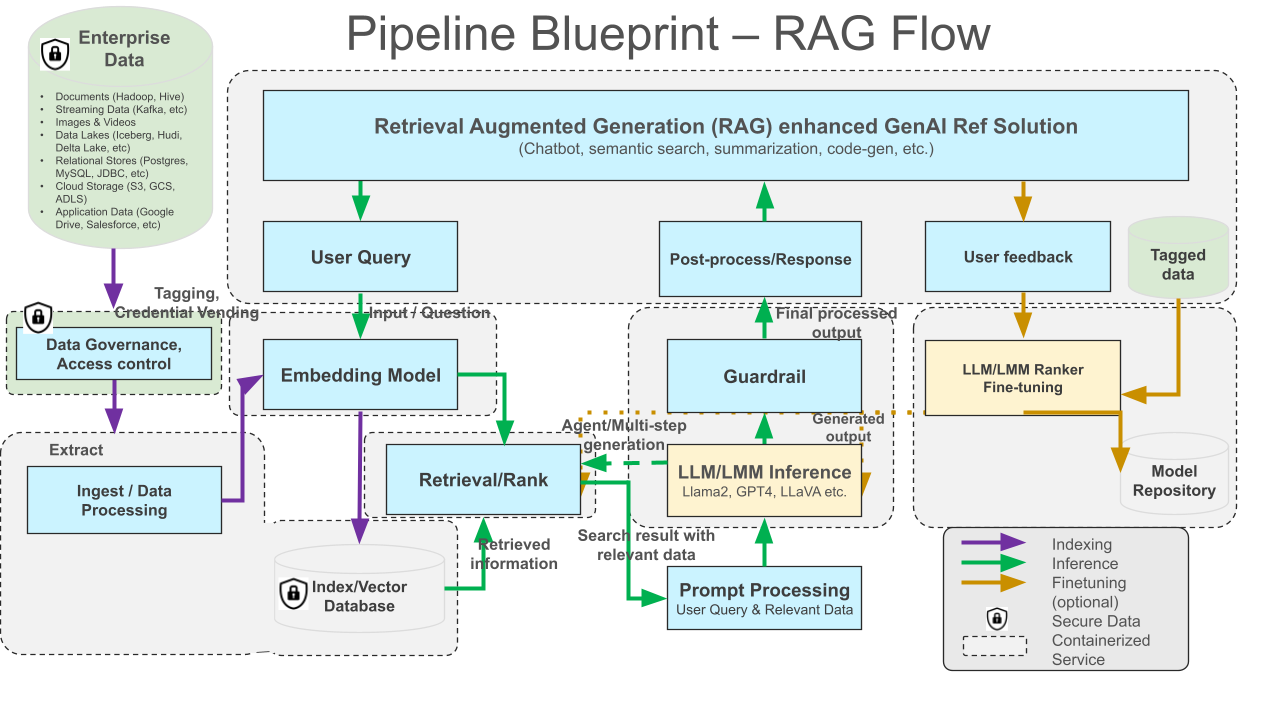 Pipeline Blueprint – RAG Flow
Enterprise
Data
• Documents (Hadoop, Hive)
• Streaming Data (Kafka, etc)
• Images & Videos
• Data Lakes (Iceberg, Hudi,
Delta Lake, etc)
• Relational Stores (Postgres,
MySQL, JDBC, etc)
• Cloud Storage (S3, GCS,
ADLS)
• Application Data (Google
Drive, Salesforce, etc)
Retrieval Augmented Generation (RAG) enhanced GenAI Ref Solution
(Chatbot, semantic search, summarization, code-gen, etc.)
User Query
Post-process/Response
User feedback
Tagged
data
Tagging,
Credential Vending
Input / Question
Final processed
output
Data Governance,
Access control
Embedding Model
Guardrail
LLM/LMM Ranker
Fine-tuning
Agent/Multi-step
generation
Generated
output
Extract
Ingest / Data
Processing
Retrieval/Rank
LLM/LMM Inference
Llama2, GPT4, LLaVA etc.
Model
Repository
Retrieved
information
Search result with
relevant data
Index/Vector
Database
Prompt Processing
User Query & Relevant Data
Indexing
Inference
Finetuning
(optional)
Secure Data
Containerized
Service